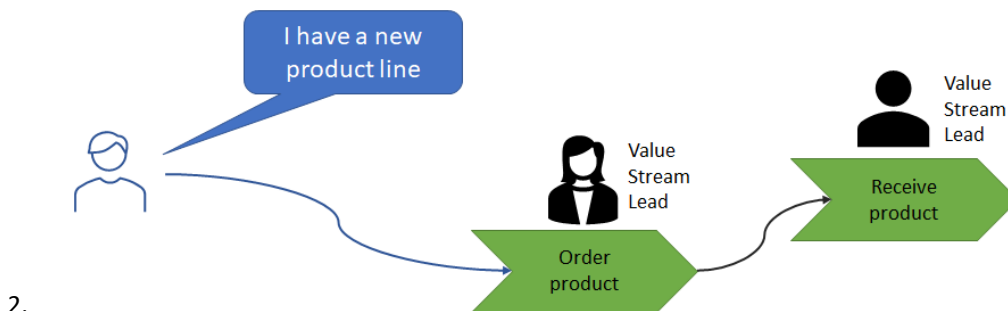 I have a new
product line
Value
Stream
Lead
Value
Stream
Lead
Receive
product
Order
product
2.